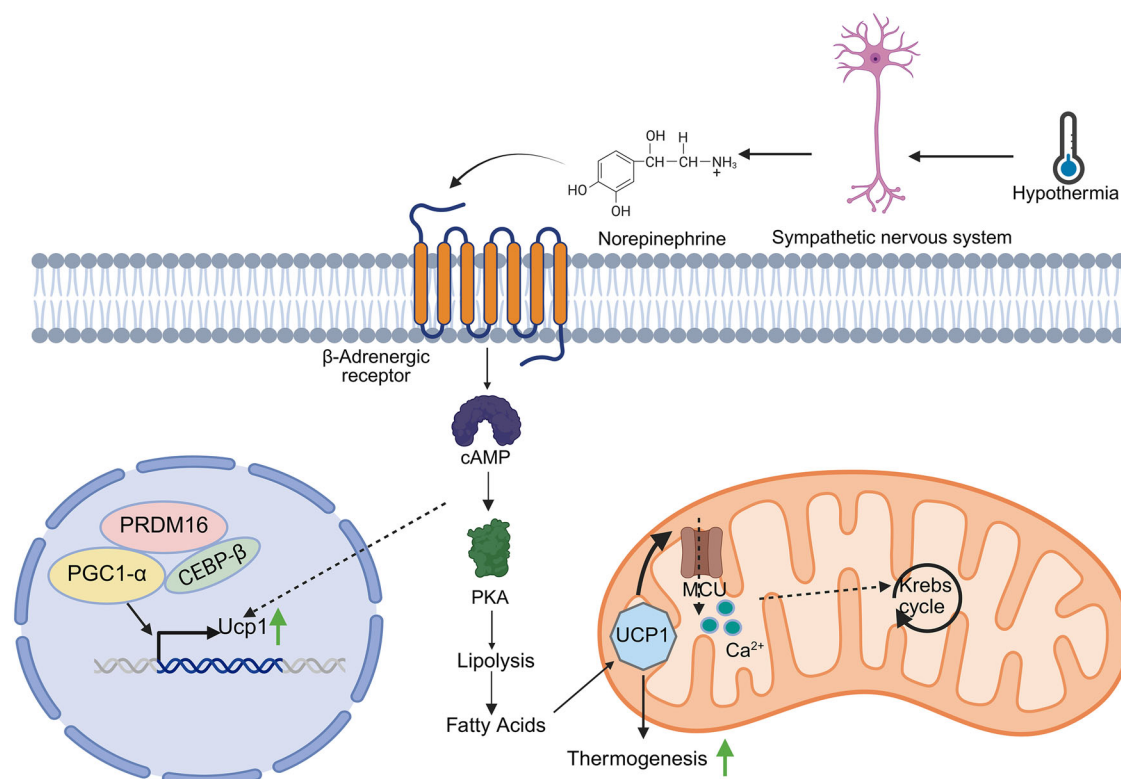 OH
H
C
CH
NH3
+
HO
OH
Hypothermia
Norepinephrine
Sympathetic nervous system
β-Adrenergic
receptor
cAMP
PRDM16
PGC1-α
CEBP-β
Ucp1
PKA
Lipolysis
Fatty Acids
MCU
UCP1
Ca2+
Krebs
cycle
Thermogenesis